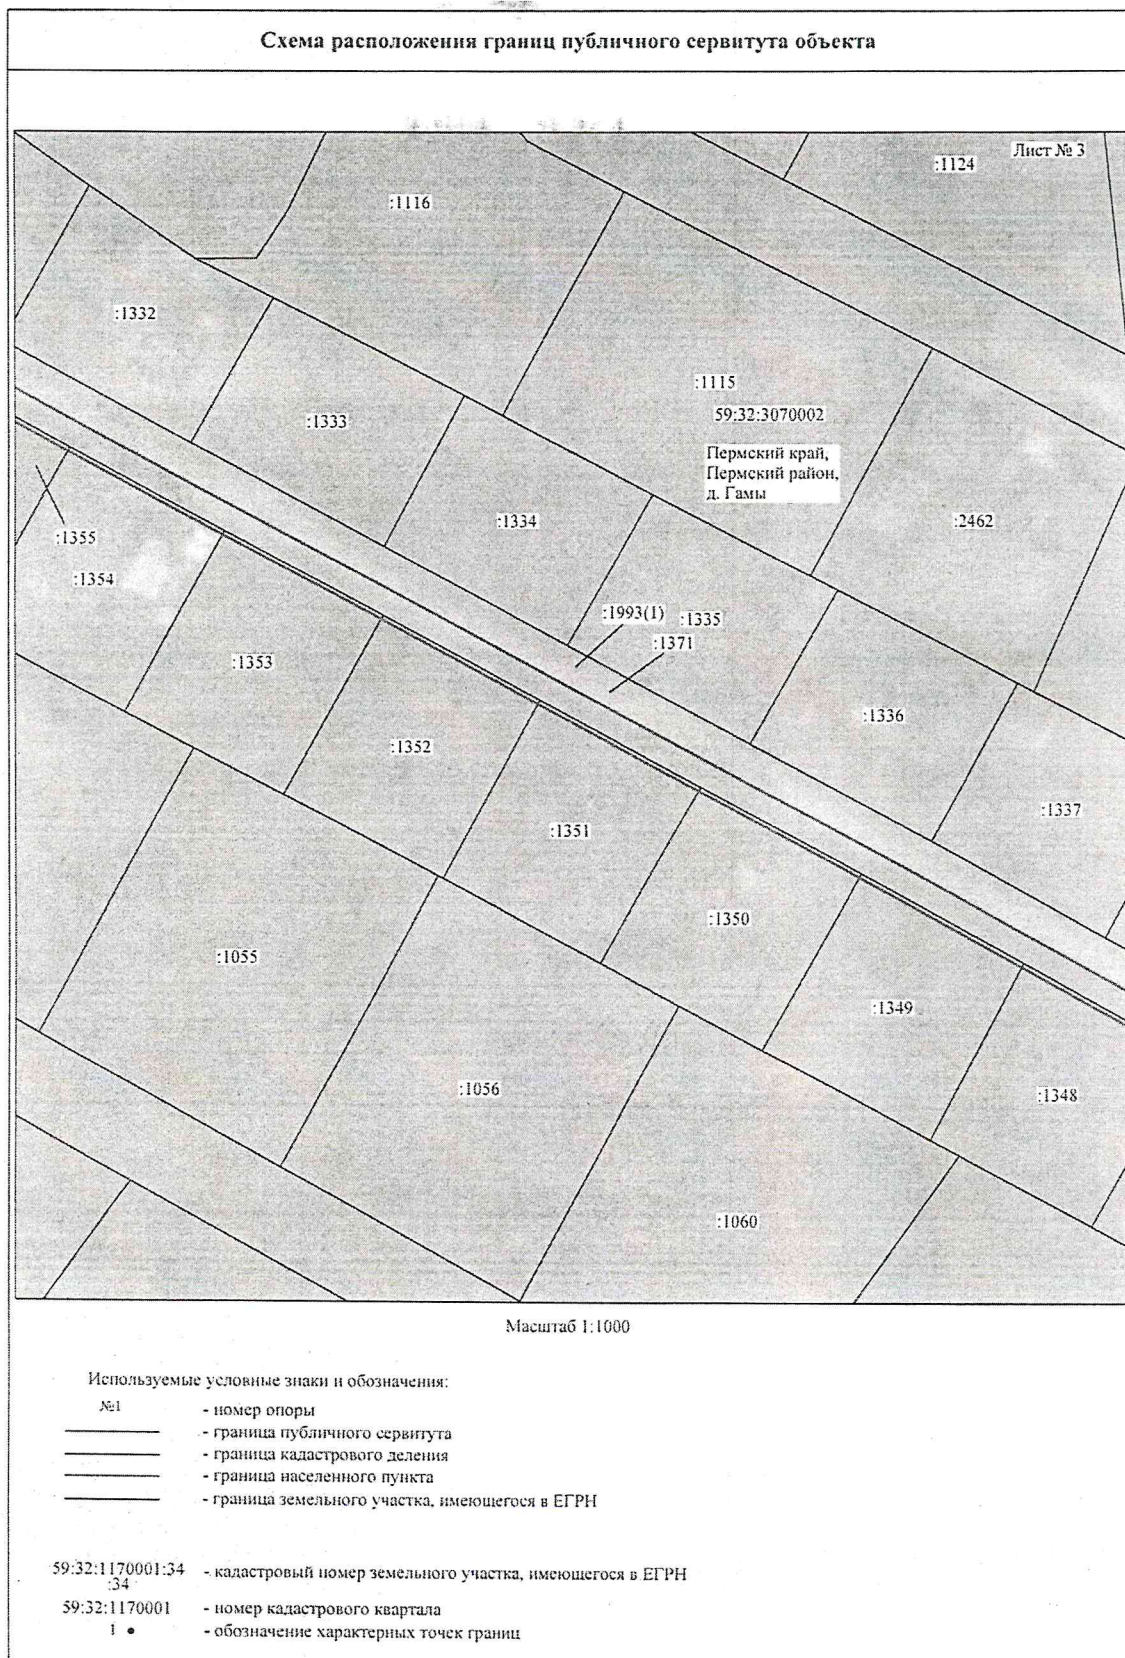 Схема расположения границ публичного сервитута объекта
Лист № 3
:1124
:1116
:1332
:1115
59:32:3070002
:1333
Пермский край,
Пермский район,
д. Гамы
:1334
:2462
:1355
:1354
:1993(1)
:1335
:1371
:1353
:1336
:1352
:1337
:1351
:1350
:1055
:1349
:1056
:1348
:1060
Масштаб 1:1000
Используемые условные знаки и обозначения:
№1 - номер опоры
- граница публичного сервитута
- граница кадастрового деления
- граница населенного пункта
- граница земельного участка, имеющегося в ЕГРН
59:32:1170001:34
:34 - кадастровый номер земельного участка, имеющегося в ЕГРН
59:32:1170001 - номер кадастрового квартала
1 • - обозначение характерных точек границ